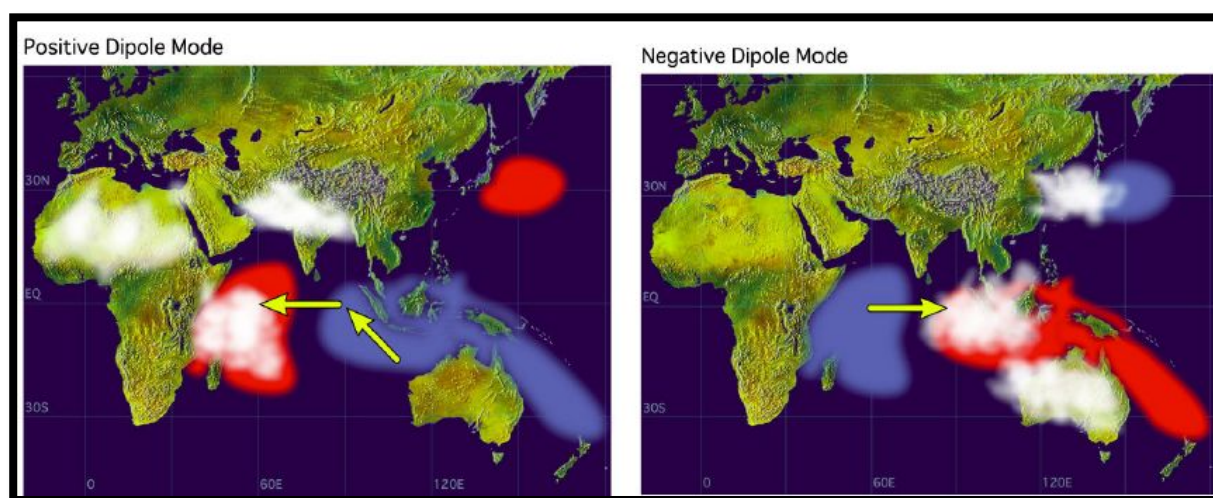 Positive Dipole Mode
30N
EQ
30S
0
60E
120E
Negative Dipole Mode
30N
EQ
30S
0
60E
120E